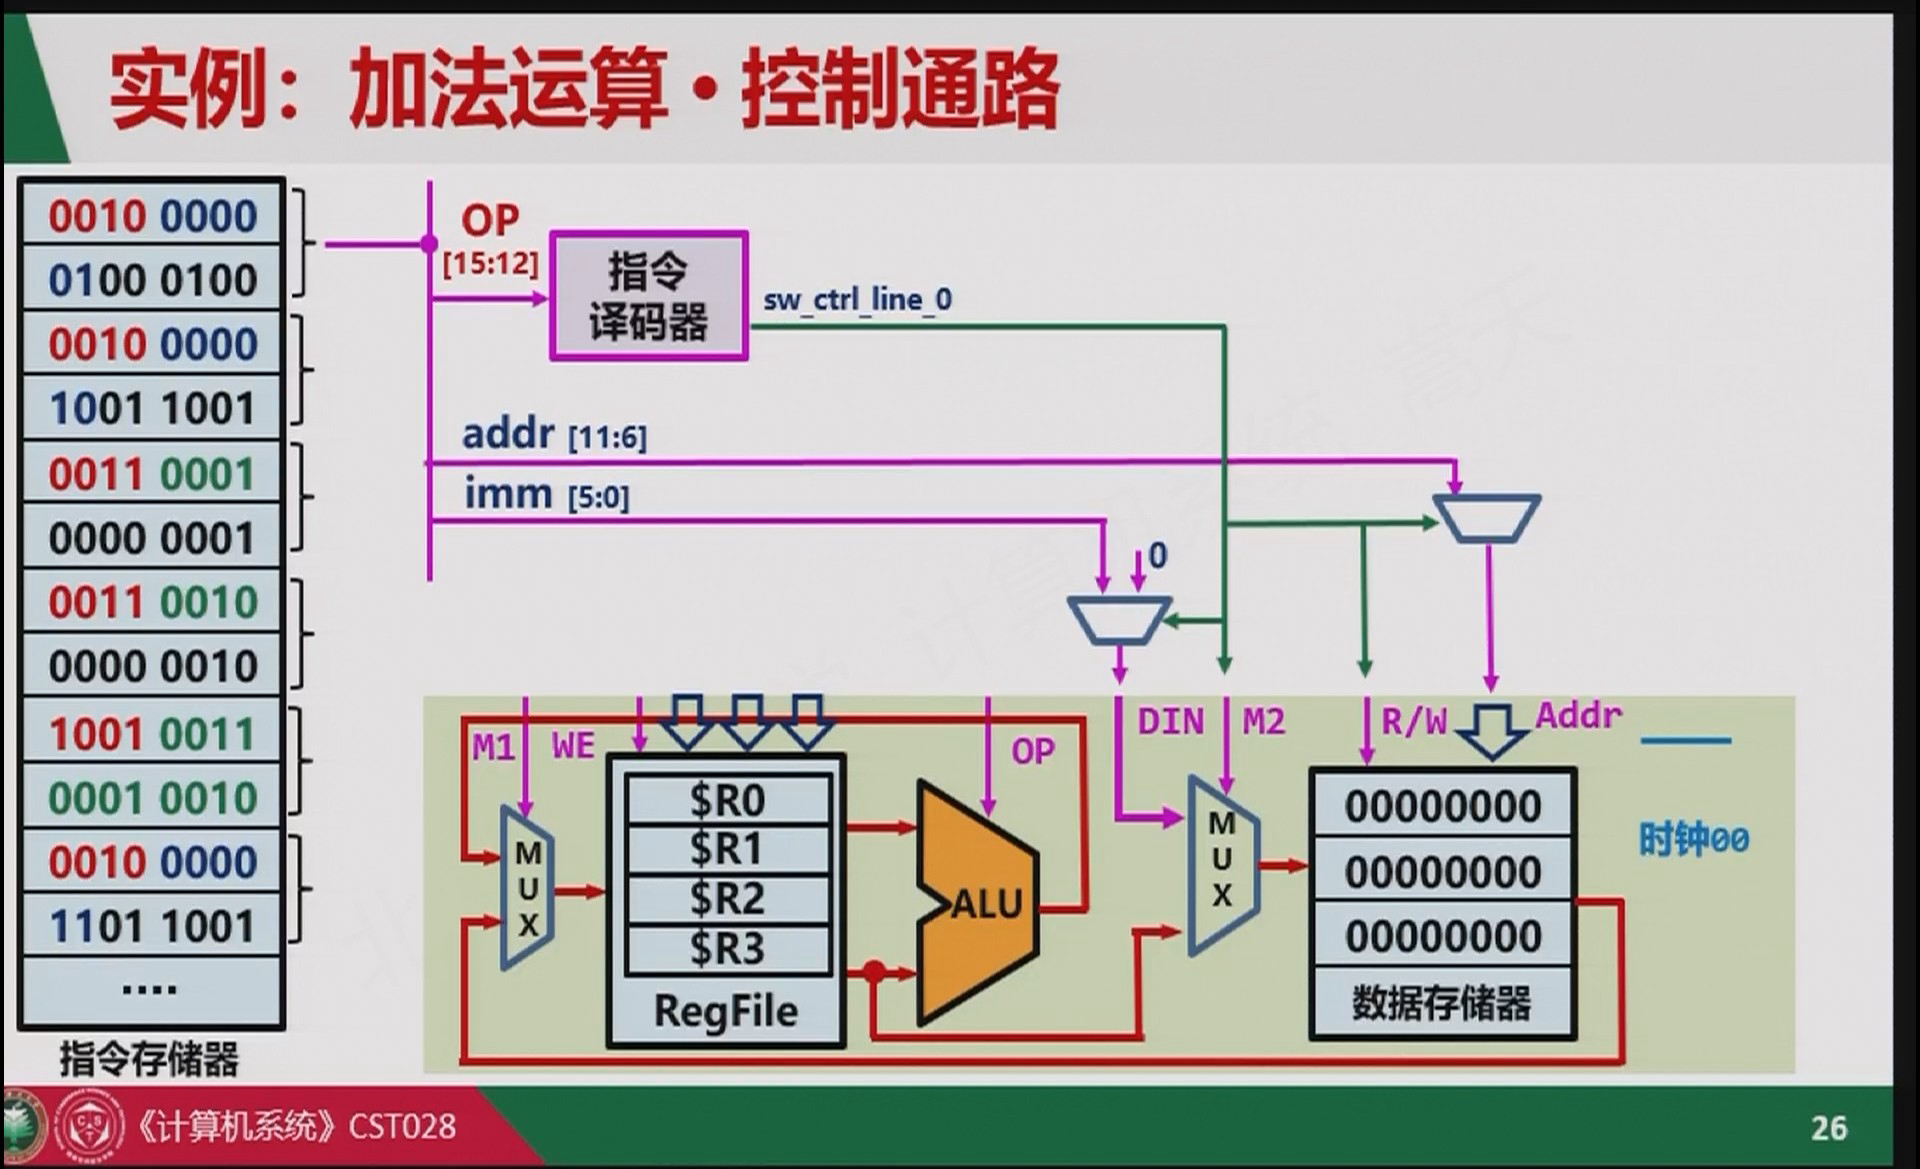 实例：加法运算·控制通路
0010 0000
0100 0100
0010 0000
1001 1001
0011 0001
0000 0001
0011 0010
0000 0010
1001 0011
0001 0010
0010 0000
1101 1001
....
指令存储器
OP
[15:12]
指令
译码器
sw_ctrl_line_0
addr [11:6]
imm [5:0]
0
M1
WE
OP
DIN
M2
R/W
Addr
MUX
$R0
$R1
$R2
$R3
RegFile
ALU
MUX
00000000
00000000
00000000
数据存储器
时钟00
《计算机系统》CST028
26